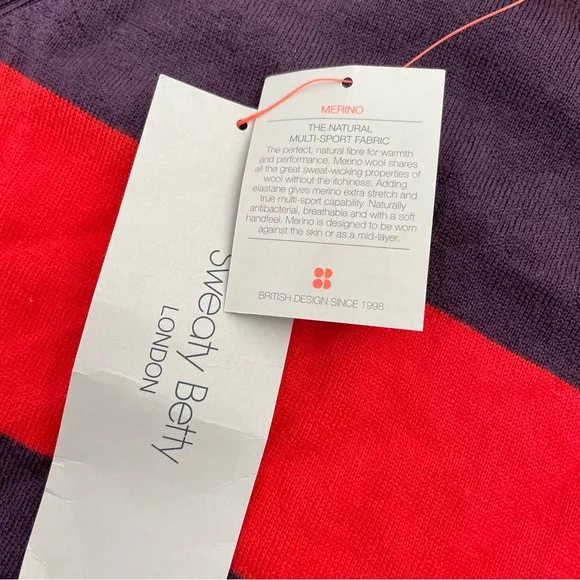 MERINO
THE NATURAL
MULTI-SPORT FABRIC
The perfect, natural fibre for warmth
and performance. Merino wool shares
all the great sweat-wicking properties of
wool without the itchiness. Adding
elastane gives merino extra stretch and
true multi-sport capability. Naturally
antibacterial, breathable and with a soft
handfeel. Merino is designed to be worn
against the skin or as a mid-layer.
BRITISH DESIGN SINCE 1998
Sweaty Betty
LONDON